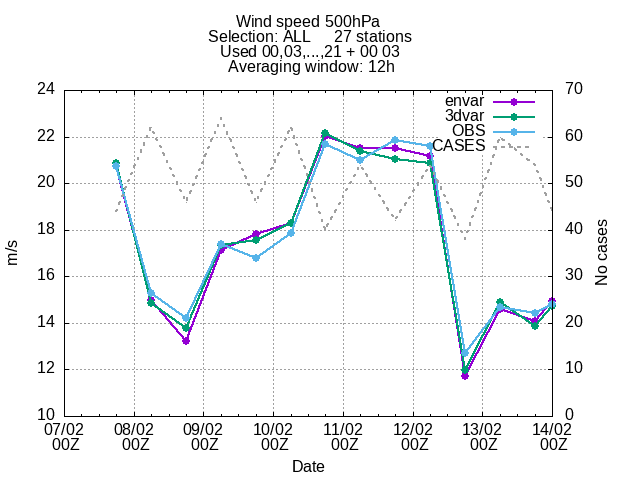 Wind speed 500hPa
Selection: ALL 27 stations
Used 00,03,...,21 + 00 03
Averaging window: 12h
24 70
envar
3dvar
OBS
CASES
22 60
20 50
18 40
16 30
14 20
12 10
10 0
m/s
No cases
07/02 08/02 09/02 10/02 11/02 12/02 13/02 14/02
00Z 00Z 00Z 00Z 00Z 00Z 00Z 00Z
Date